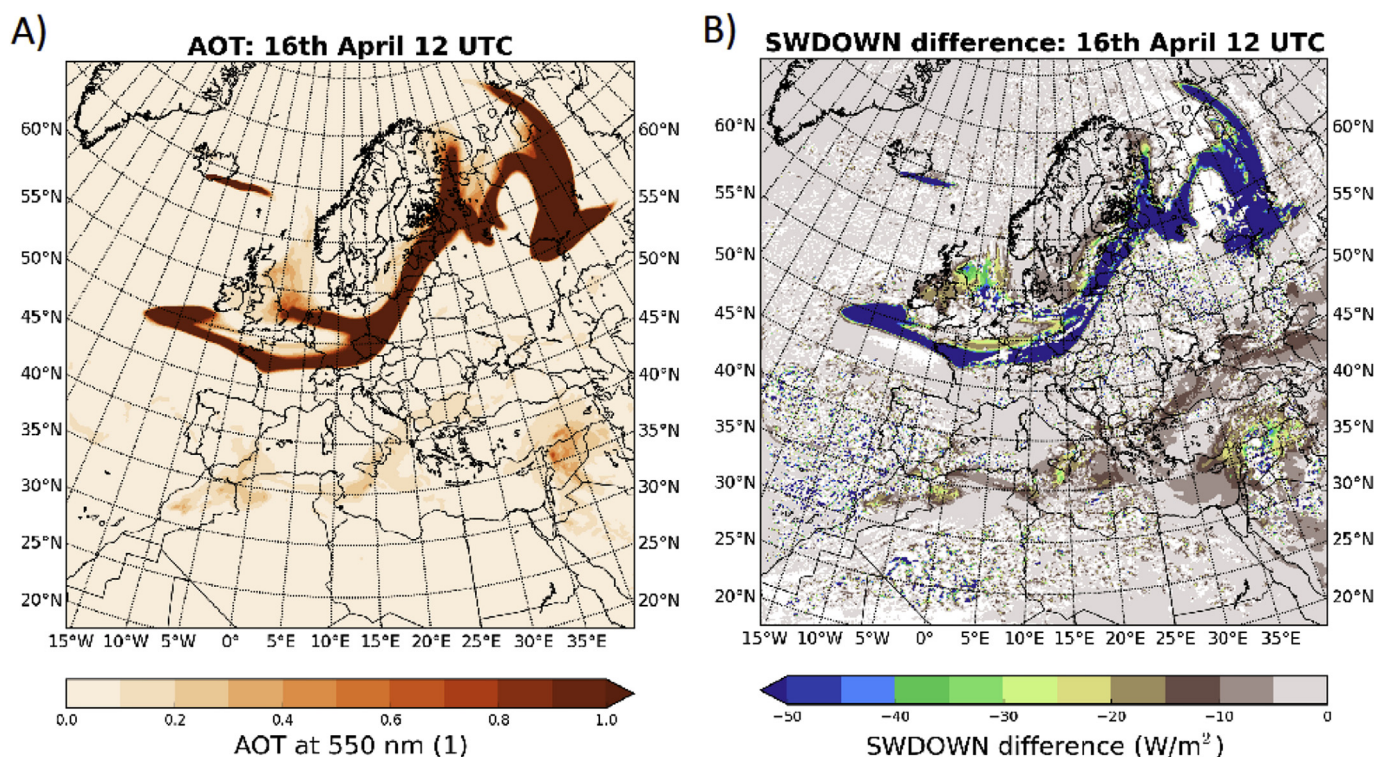 A)
AOT: 16th April 12 UTC
60°N
55°N
50°N
45°N
40°N
35°N
30°N
25°N
20°N
60°N
55°N
50°N
45°N
40°N
35°N
30°N
25°N
20°N
15°W 10°W 5°W 0° 5°E 10°E 15°E 20°E 25°E 30°E 35°E
0.0 0.2 0.4 0.6 0.8 1.0
AOT at 550 nm (1)
B)
SWDOWN difference: 16th April 12 UTC
60°N
55°N
50°N
45°N
40°N
35°N
30°N
25°N
20°N
60°N
55°N
50°N
45°N
40°N
35°N
30°N
25°N
20°N
15°W 10°W 5°W 0° 5°E 10°E 15°E 20°E 25°E 30°E 35°E
−50 −40 −30 −20 −10 0
SWDOWN difference (W/m²)